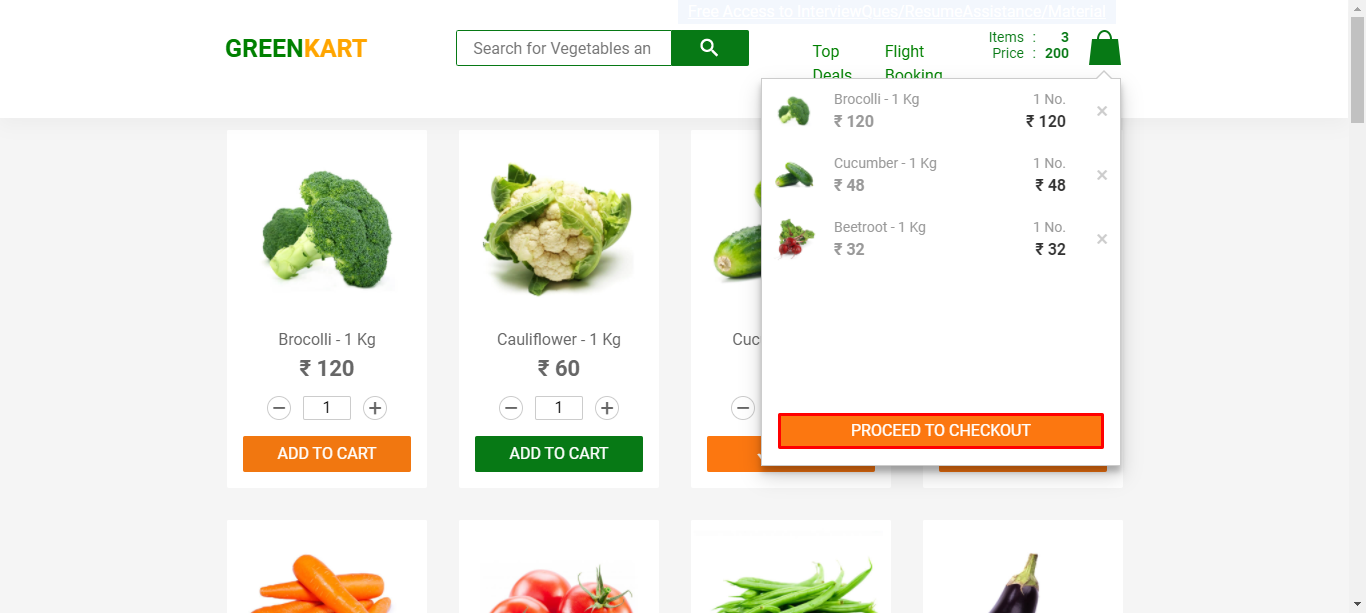 Free Access to InterviewQues/ResumeAssistance/Material
GREENKART
Search for Vegetables an
Top Deals
Flight Booking
Items : 3
Price : 200
Brocolli - 1 Kg 1 No. ×
₹ 120 ₹ 120
Cucumber - 1 Kg 1 No. ×
₹ 48 ₹ 48
Beetroot - 1 Kg 1 No. ×
₹ 32 ₹ 32
PROCEED TO CHECKOUT
Brocolli - 1 Kg
₹ 120
− 1 +
ADD TO CART
Cauliflower - 1 Kg
₹ 60
− 1 +
ADD TO CART
Cuc
−